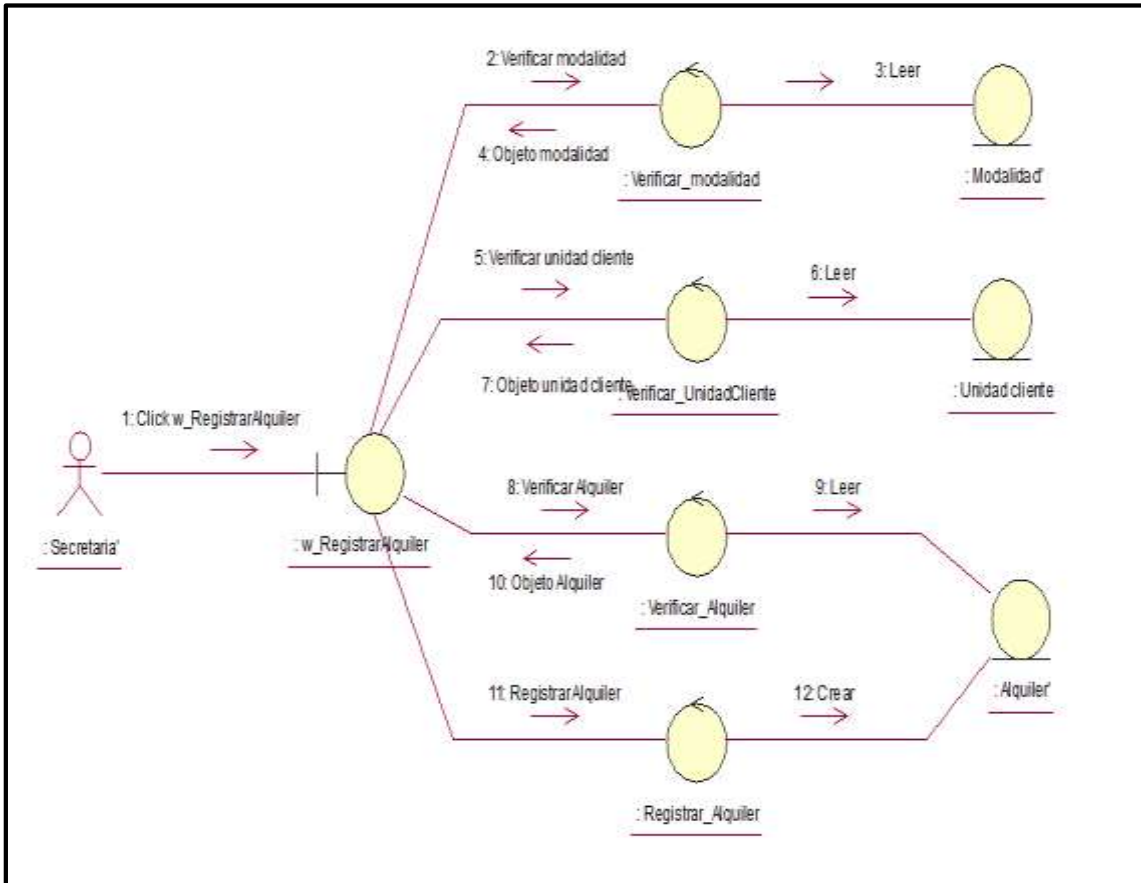 2: Verificar modalidad
3: Leer
4: Objeto modalidad
: Verificar_modalidad
: Modalidad'
5: Verificar unidad cliente
6: Leer
7: Objeto unidad cliente
: Verificar_UnidadCliente
: Unidad cliente
1: Click w_RegistrarAlquiler
8: Verificar Alquiler
9: Leer
: Secretaria'
: w_RegistrarAlquiler
10: Objeto Alquiler
: Verificar_Alquiler
11: Registrar Alquiler
12: Crear
: Alquiler'
: Registrar_Alquiler